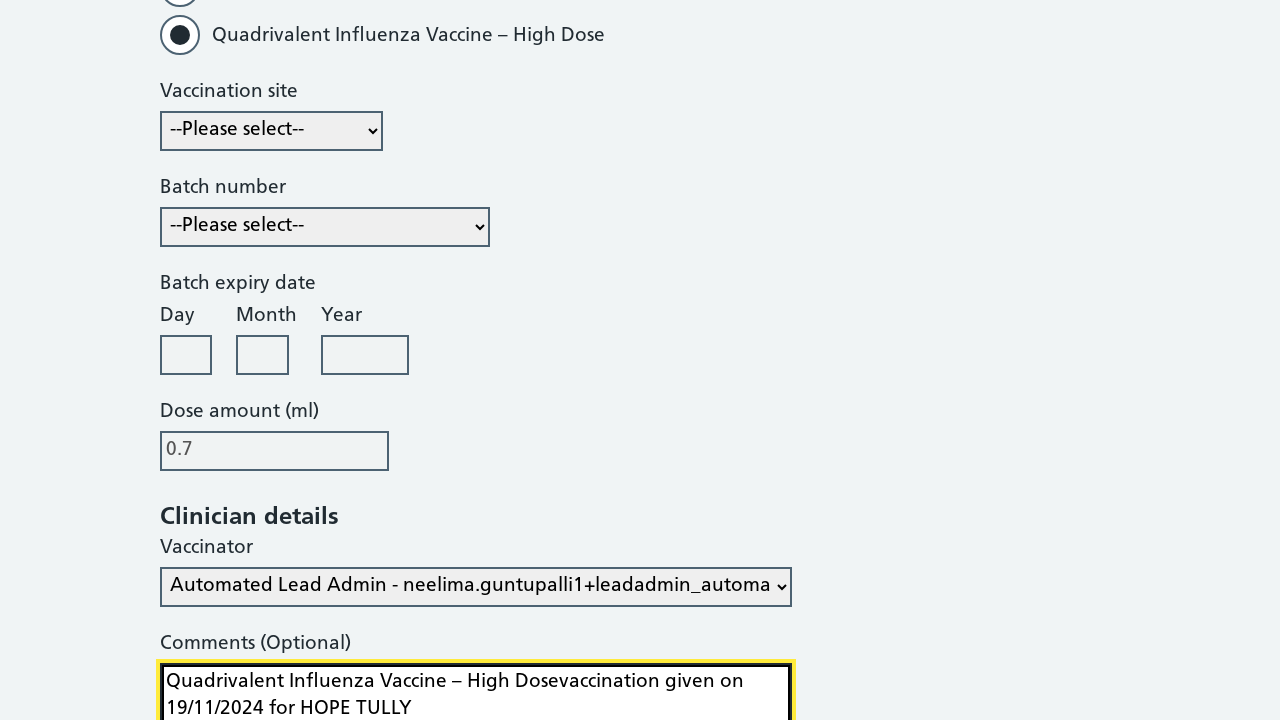 Quadrivalent Influenza Vaccine – High Dose
Vaccination site
--Please select--
Batch number
--Please select--
Batch expiry date
Day Month Year
Dose amount (ml)
0.7
Clinician details
Vaccinator
Automated Lead Admin - neelima.guntupalli1+leadadmin_automa
Comments (Optional)
Quadrivalent Influenza Vaccine – High Dosevaccination given on
19/11/2024 for HOPE TULLY